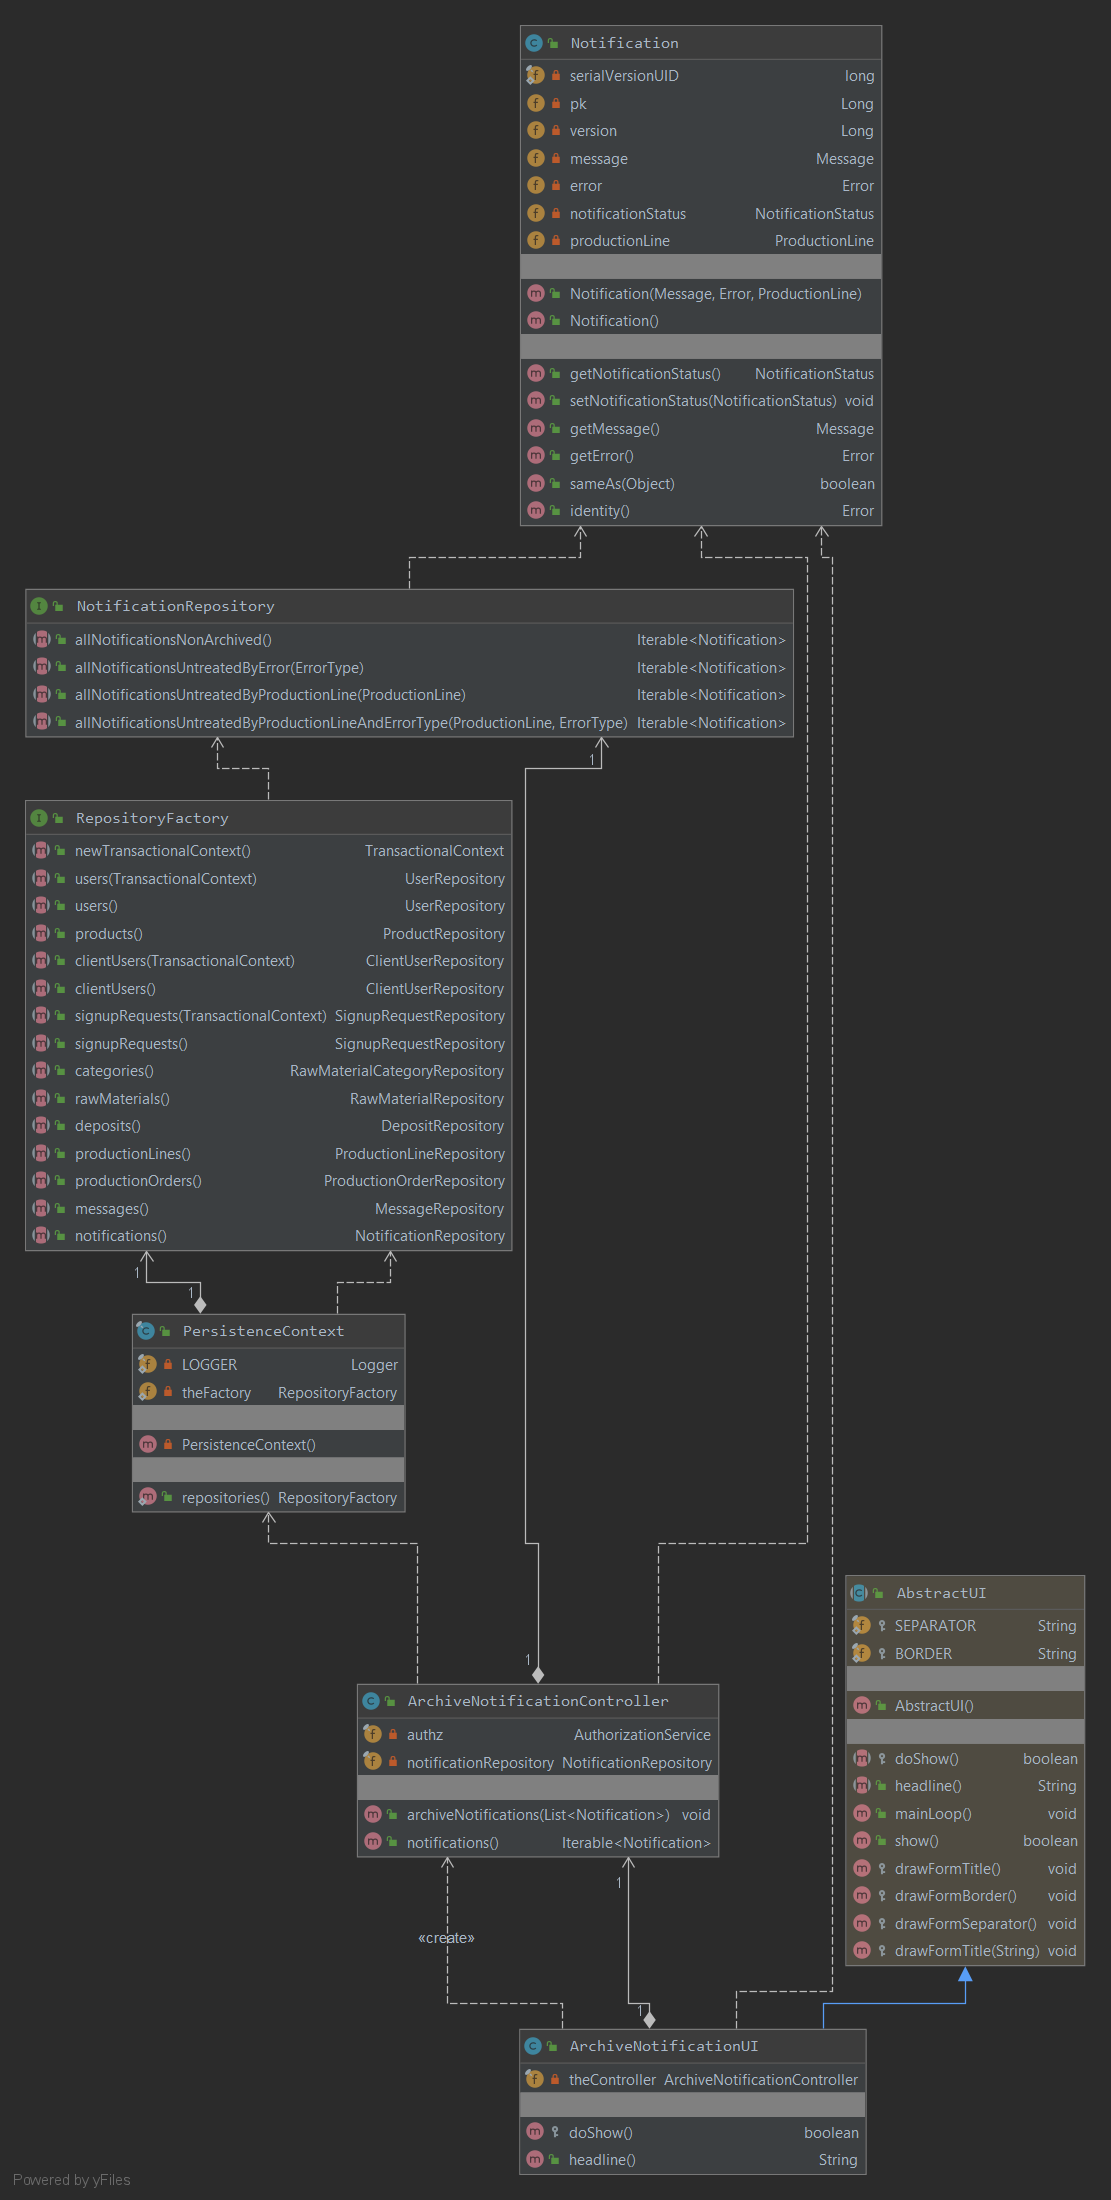 Notification
serialVersionUID long
pk Long
version Long
message Message
error Error
notificationStatus NotificationStatus
productionLine ProductionLine
Notification(Message, Error, ProductionLine)
Notification()
getNotificationStatus() NotificationStatus
setNotificationStatus(NotificationStatus) void
getMessage() Message
getError() Error
sameAs(Object) boolean
identity() Error
NotificationRepository
allNotificationsNonArchived() Iterable<Notification>
allNotificationsUntreatedByError(ErrorType) Iterable<Notification>
allNotificationsUntreatedByProductionLine(ProductionLine) Iterable<Notification>
allNotificationsUntreatedByProductionLineAndErrorType(ProductionLine, ErrorType) Iterable<Notification>
1
RepositoryFactory
newTransactionalContext() TransactionalContext
users(TransactionalContext) UserRepository
users() UserRepository
products() ProductRepository
clientUsers(TransactionalContext) ClientUserRepository
clientUsers() ClientUserRepository
signupRequests(TransactionalContext) SignupRequestRepository
signupRequests() SignupRequestRepository
categories() RawMaterialCategoryRepository
rawMaterials() RawMaterialRepository
deposits() DepositRepository
productionLines() ProductionLineRepository
productionOrders() ProductionOrderRepository
messages() MessageRepository
notifications() NotificationRepository
1
1
PersistenceContext
LOGGER Logger
theFactory RepositoryFactory
PersistenceContext()
repositories() RepositoryFactory
AbstractUI
SEPARATOR String
BORDER String
AbstractUI()
doShow() boolean
headline() String
mainLoop() void
show() boolean
drawFormTitle() void
drawFormBorder() void
drawFormSeparator() void
drawFormTitle(String) void
1
ArchiveNotificationController
authz AuthorizationService
notificationRepository NotificationRepository
archiveNotifications(List<Notification>) void
notifications() Iterable<Notification>
1
«create»
1
ArchiveNotificationUI
theController ArchiveNotificationController
doShow() boolean
headline() String
Powered by yFiles